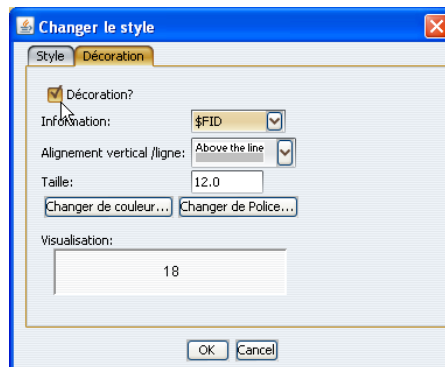 Changer le style
Style Décoration
Décoration?
Information: $FID
Alignement vertical /ligne: Above the line
Taille: 12.0
Changer de couleur... Changer de Police...
Visualisation:
18
OK Cancel